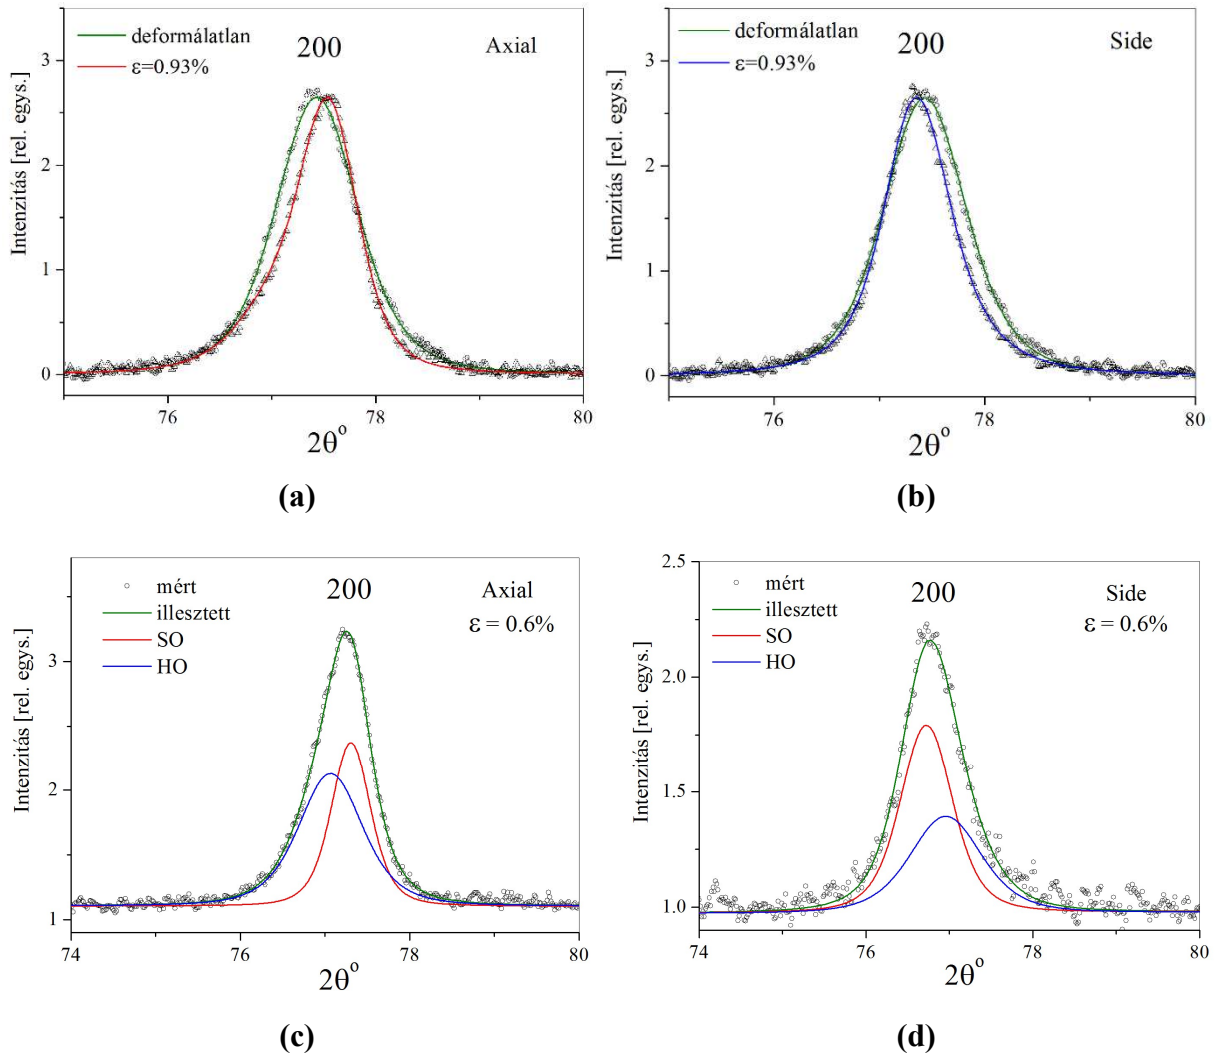 deformálatlan
ε=0.93%
200
Axial
Intenzitás [rel. egys.]
3
2
1
0
76
78
80
2θ°
(a)
deformálatlan
ε=0.93%
200
Side
Intenzitás [rel. egys.]
3
2
1
0
76
78
80
2θ°
(b)
mért
illesztett
SO
HO
200
Axial
ε = 0.6%
Intenzitás [rel. egys.]
3
2
1
74
76
78
80
2θ°
(c)
mért
illesztett
SO
HO
200
Side
ε = 0.6%
Intenzitás [rel. egys.]
2.5
2.0
1.5
1.0
74
76
78
80
2θ°
(d)